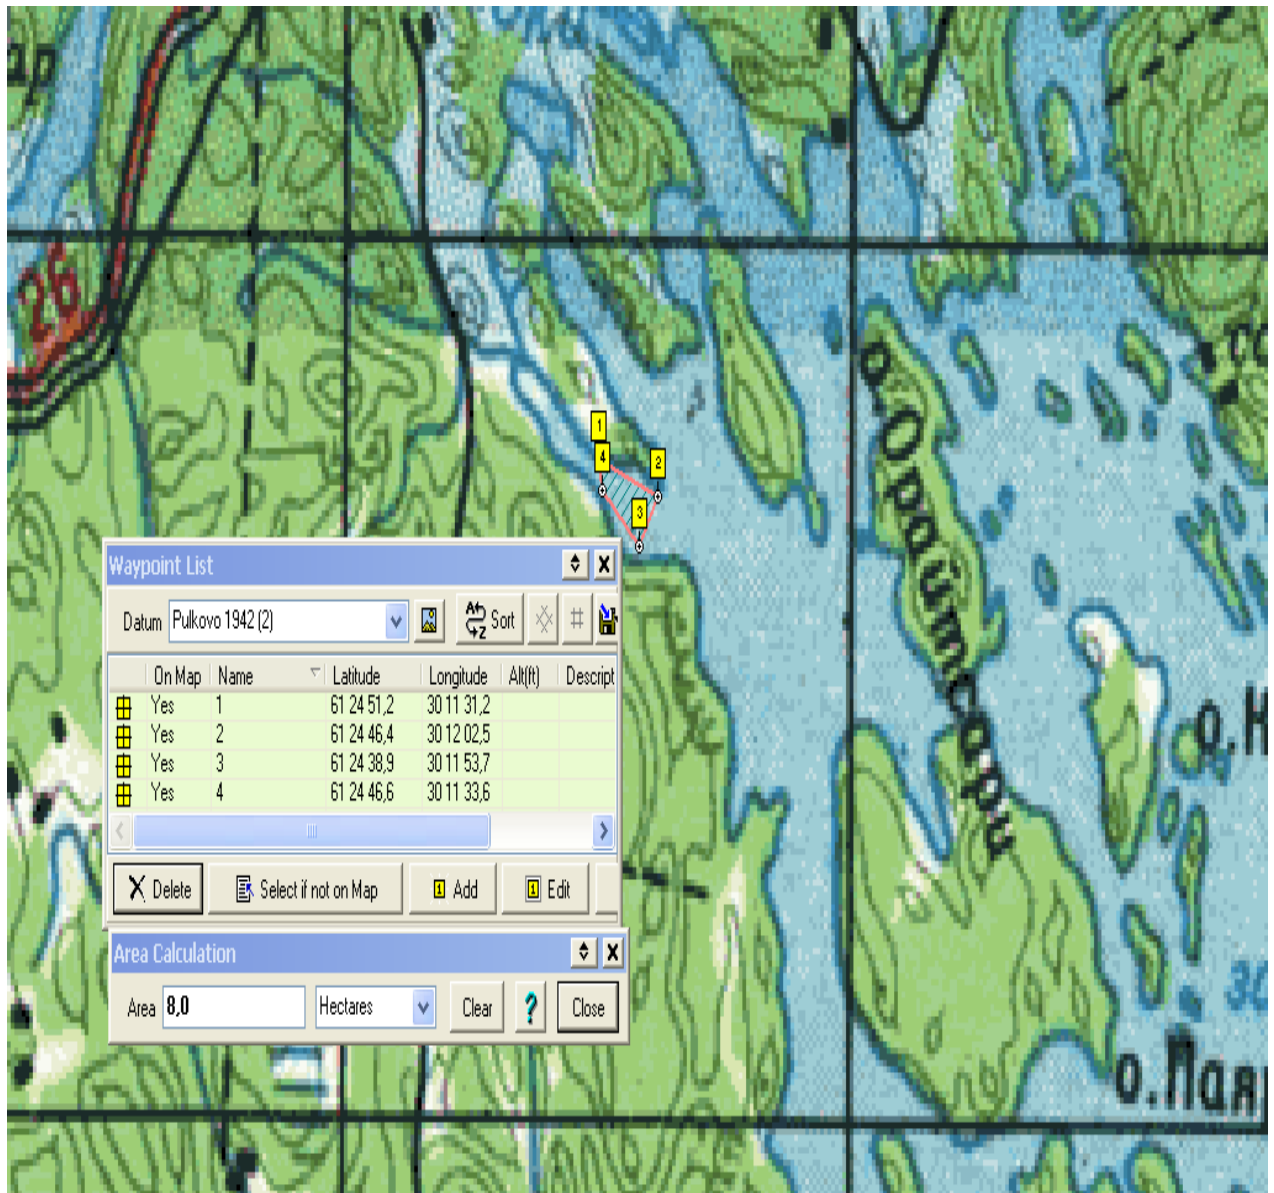 26
1
4
2
3
о.Орайтсари
о.Н
о.Пая
Waypoint List
Datum Pulkovo 1942 (2) Sort
On Map Name Latitude Longitude Alt(ft) Descript
Yes 1 61 24 51,2 30 11 31,2
Yes 2 61 24 46,4 30 12 02,5
Yes 3 61 24 38,9 30 11 53,7
Yes 4 61 24 46,6 30 11 33,6
Delete Select if not on Map Add Edit
Area Calculation
Area 8,0 Hectares Clear ? Close